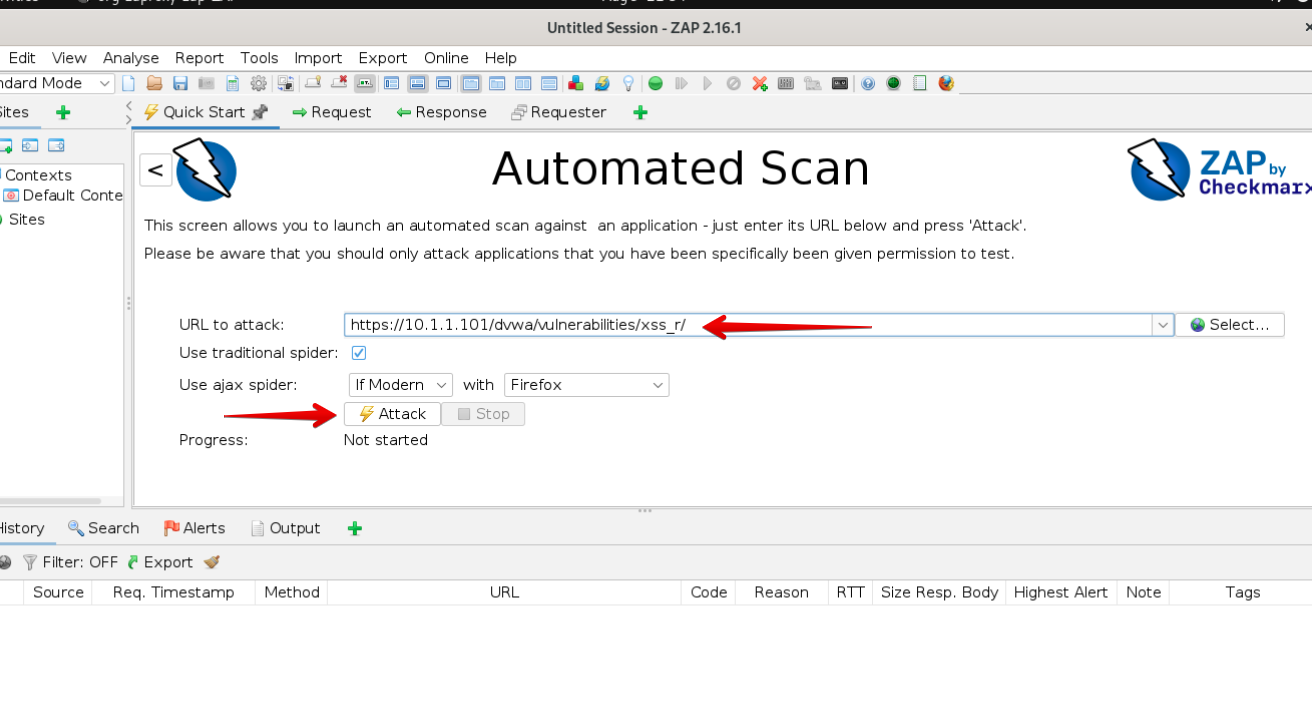 Untitled Session - ZAP 2.16.1
Edit View Analyse Report Tools Import Export Online Help
Mode
Quick Start Request Response Requester
Contexts
Default Conte
Sites
<
Automated Scan
ZAP by
Checkmarx
This screen allows you to launch an automated scan against an application - just enter its URL below and press 'Attack'.
Please be aware that you should only attack applications that you have been specifically been given permission to test.
URL to attack: https://10.1.1.101/dvwa/vulnerabilities/xss_r/ Select...
Use traditional spider:
Use ajax spider: If Modern with Firefox
Attack Stop
Progress: Not started
History Search Alerts Output
Filter: OFF Export
Source Req. Timestamp Method URL Code Reason RTT Size Resp. Body Highest Alert Note Tags